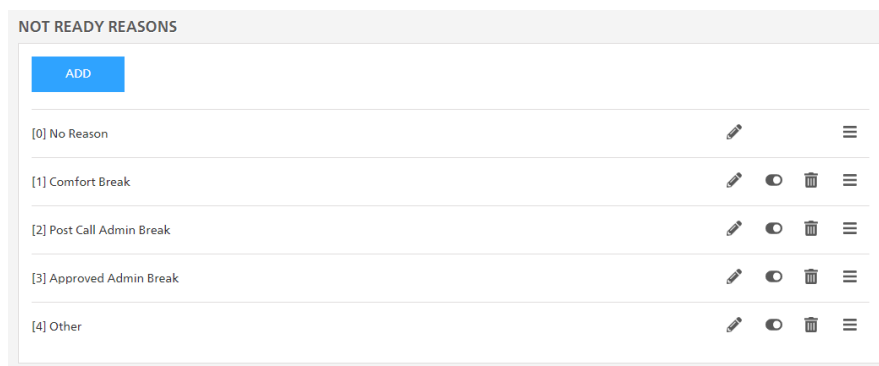 NOT READY REASONS
ADD
[0] No Reason
[1] Comfort Break
[2] Post Call Admin Break
[3] Approved Admin Break
[4] Other